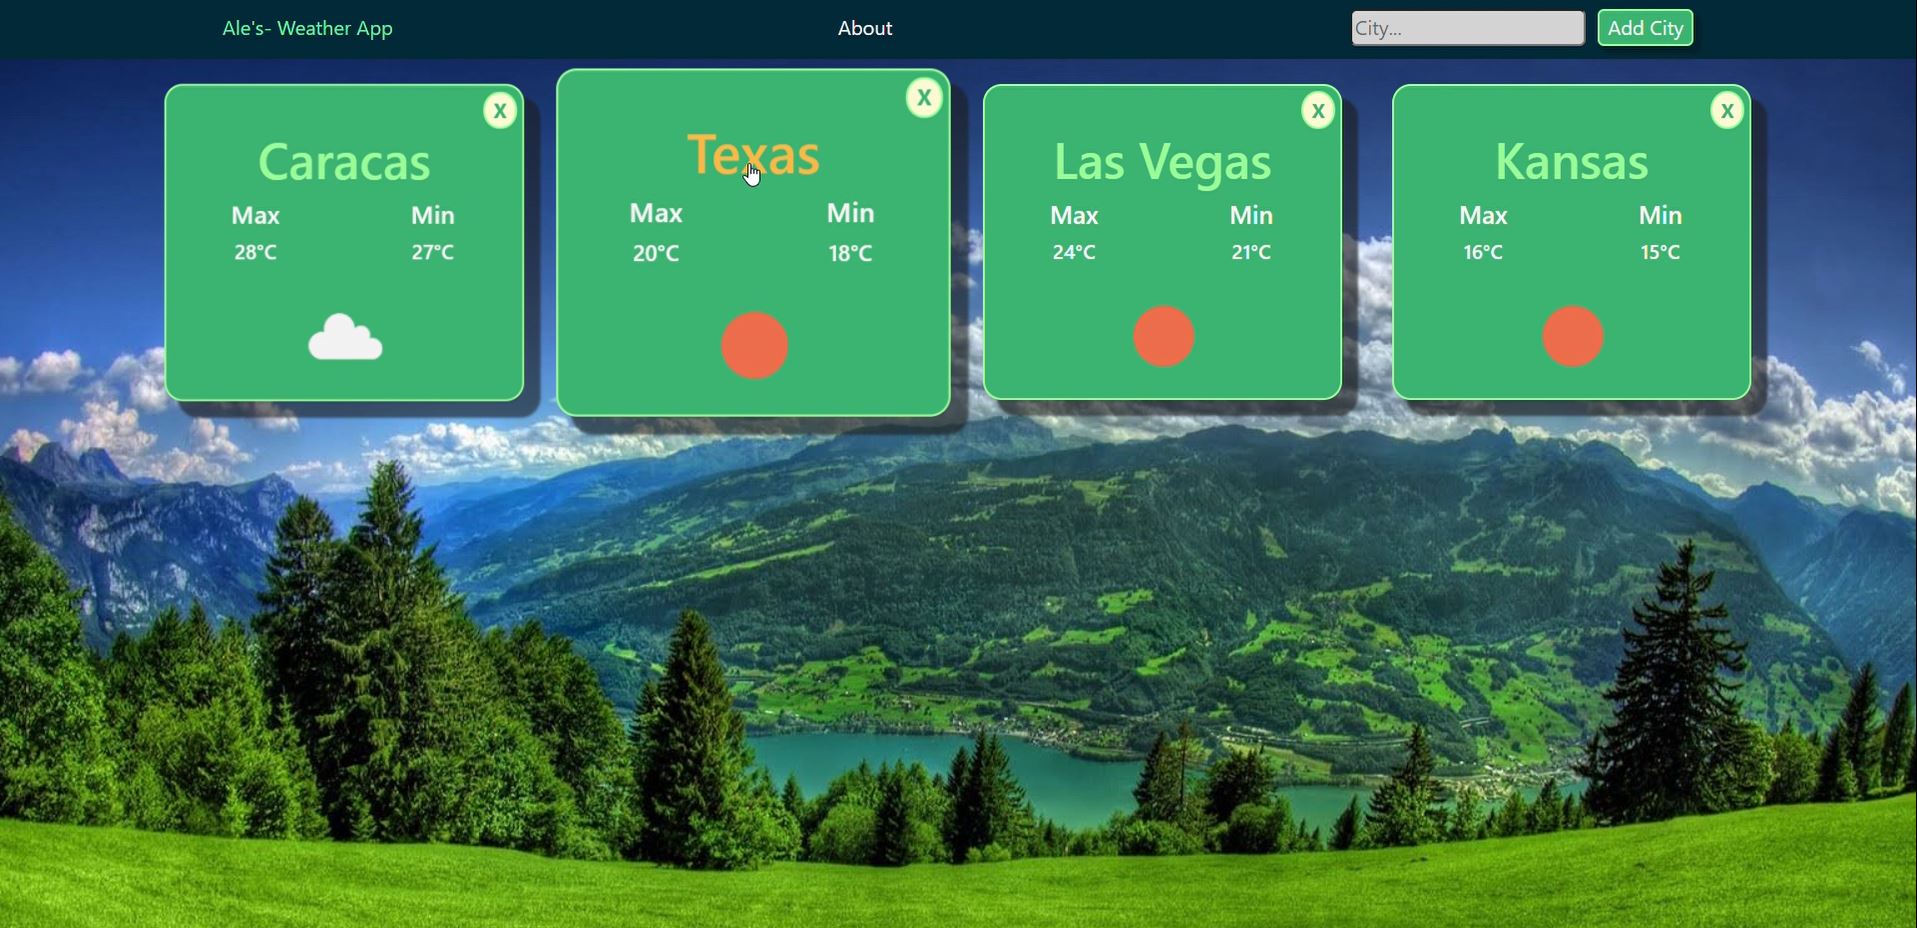 Ale's- Weather App
About
City...
Add City
X
Caracas
Max Min
28°C 27°C
X
Texas
Max Min
20°C 18°C
X
Las Vegas
Max Min
24°C 21°C
X
Kansas
Max Min
16°C 15°C